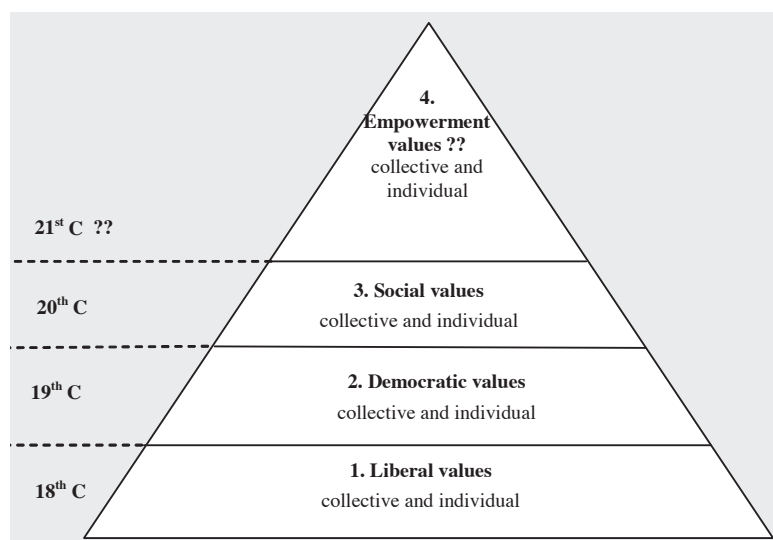 4.
Empowerment
values ??
collective and
individual
21st C ??
3. Social values
20th C
collective and individual
2. Democratic values
19th C
collective and individual
1. Liberal values
18th C
collective and individual